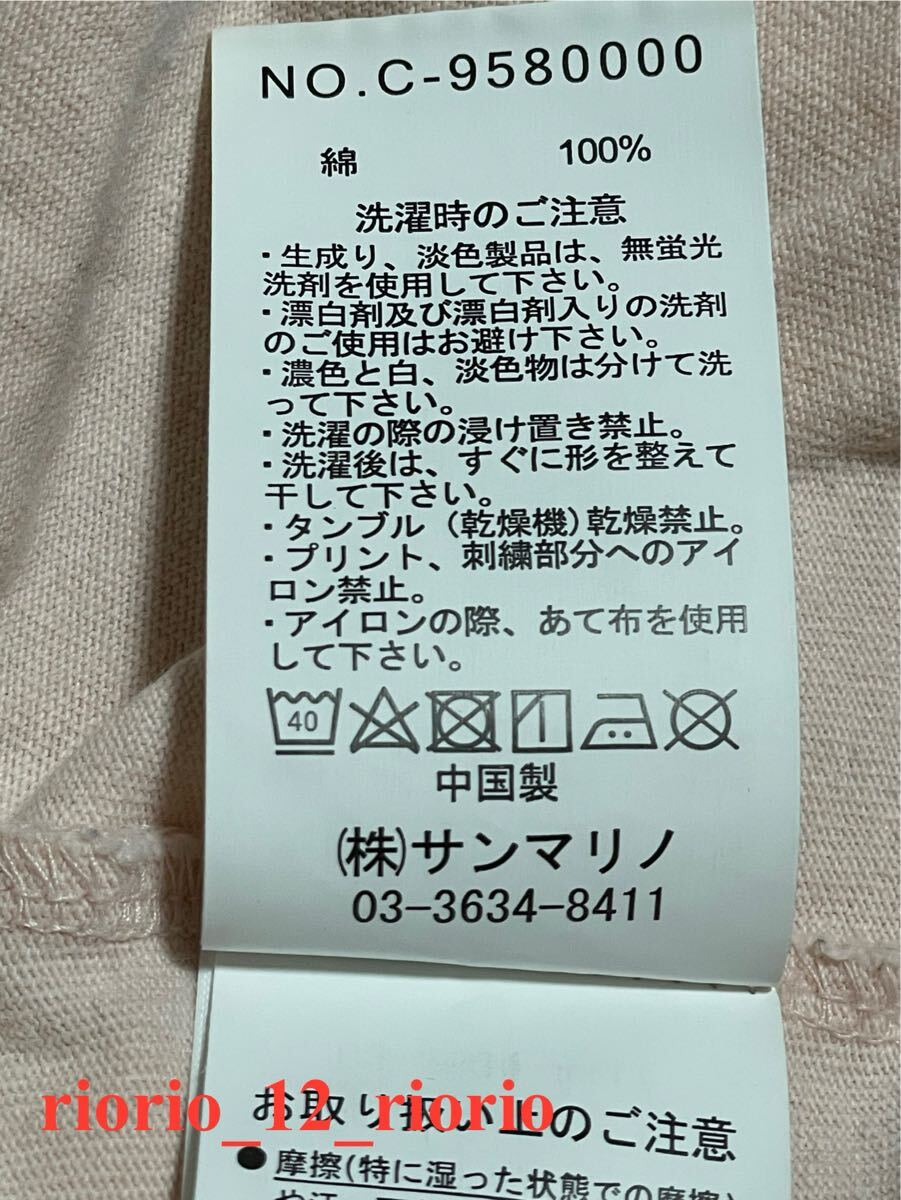 NO.C-9580000
綿 100%
洗濯時のご注意
・生成り、淡色製品は、無蛍光
洗剤を使用して下さい。
・漂白剤及び漂白剤入りの洗剤
のご使用はお避け下さい。
・濃色と白、淡色物は分けて洗
って下さい。
・洗濯の際の浸け置き禁止。
・洗濯後は、すぐに形を整えて
干して下さい。
・タンブル(乾燥機)乾燥禁止。
・プリント、刺繍部分へのアイ
ロン禁止。
・アイロンの際、あて布を使用
して下さい。
40
中国製
(株)サンマリノ
03-3634-8411
riorio_12_riorio
お取り扱い上のご注意
●摩擦(特に湿った状態での摩擦)